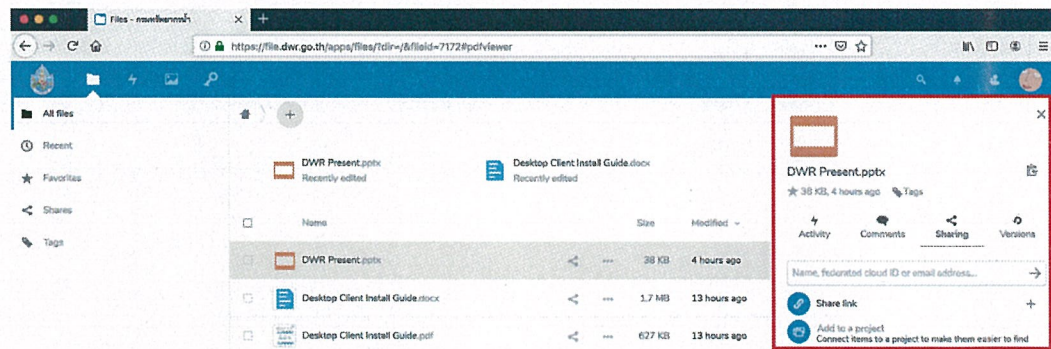 Files - กรมทรัพยากรน้ำ
https://file.dwr.go.th/apps/files/?dir=/&fileid=7172#pdfviewer
All files
Recent
Favorites
Shares
Tags
DWR Present.pptx
Recently edited
Desktop Client Install Guide.docx
Recently edited
Name Size Modified
DWR Present.pptx 38 KB 4 hours ago
Desktop Client Install Guide.docx 1.7 MB 13 hours ago
Desktop Client Install Guide.pdf 627 KB 13 hours ago
DWR Present.pptx
38 KB, 4 hours ago Tags
Activity Comments Sharing Versions
Name, federated cloud ID or email address...
Share link
Add to a project
Connect items to a project to make them easier to find